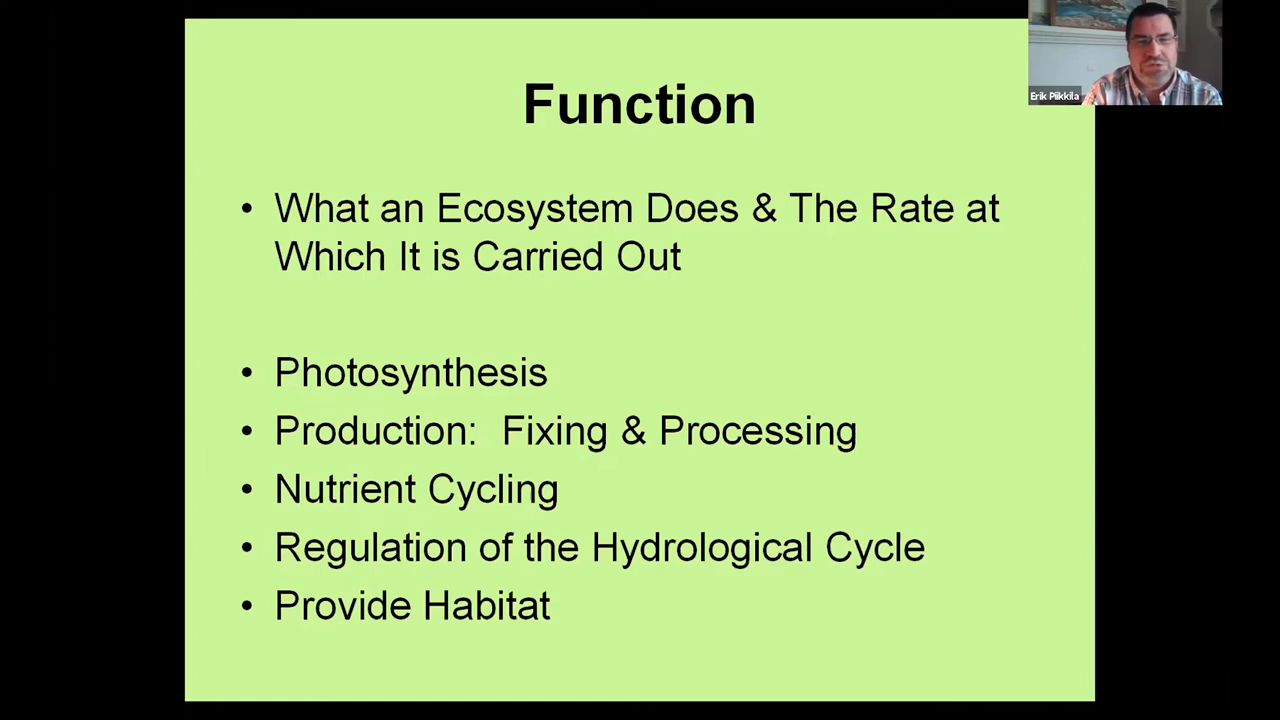 Function
• What an Ecosystem Does & The Rate at
Which It is Carried Out
• Photosynthesis
• Production: Fixing & Processing
• Nutrient Cycling
• Regulation of the Hydrological Cycle
• Provide Habitat
Erik Piikkila